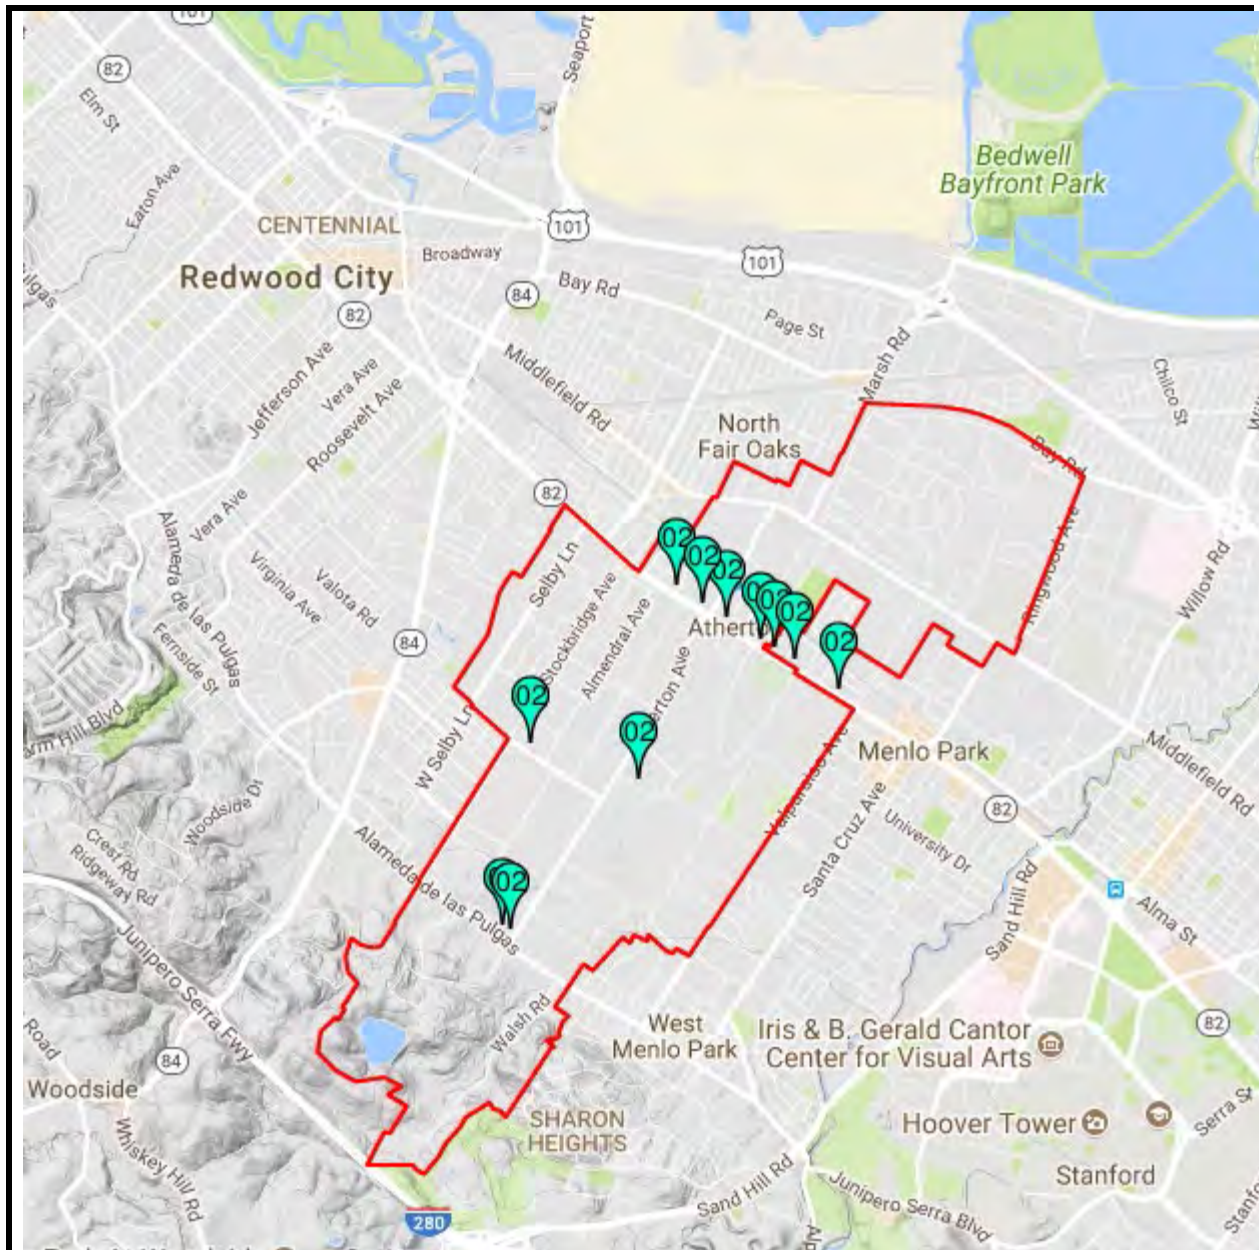 101
82
Seaport
Elm St
Bedwell
Bayfront Park
Eaton Ave
CENTENNIAL
101
Broadway
101
Redwood City
84
Bay Rd
82
Page St
Marsh Rd
Middlefield Rd
Chilco St
Jefferson Ave
Vera Ave
Roosevelt Ave
North
Fair Oaks
Bay Rd
82
Vera Ave
Alameda de las Pulgas
Selby Ln
02
02
02
Ringwood Ave
Willow Rd
Virginia Ave
Valota Rd
Stockbridge Ave
Almendral Ave
02
02
Fernside St
84
02
02
W Selby Ln
02
Menlo Park
Valparaiso Ave
Middlefield Rd
Woodside Dr
Santa Cruz Ave
82
University Dr
Crest Rd
Ridgeway Rd
Alameda de las Pulgas
02
Sand Hill Rd
Alma St
Junipero Serra Fwy
Walsh Rd
West
Menlo Park
Iris & B. Gerald Cantor
Center for Visual Arts
82
84
Woodside
Road
SHARON
HEIGHTS
Hoover Tower
Serra St
Whiskey Hill Rd
Sand Hill Rd
Stanford
Junipero Serra Blvd
280